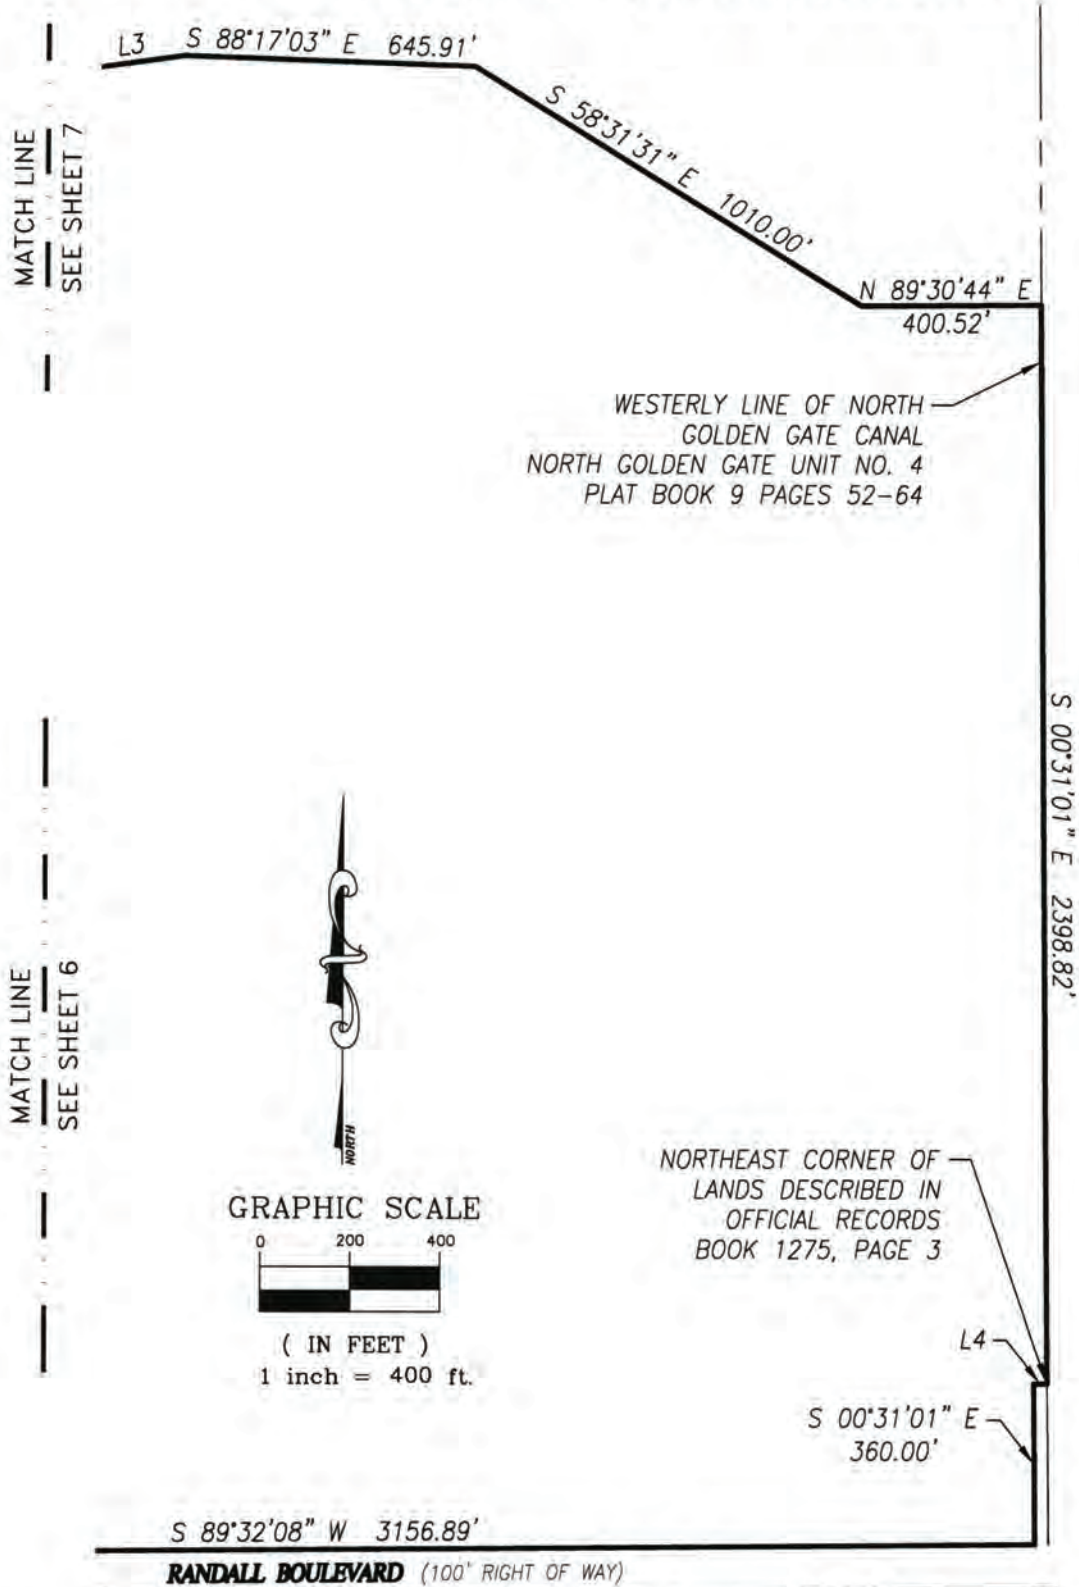 L3 S 88°17'03" E 645.91'
S 58°31'31" E 1010.00'
MATCH LINE
SEE SHEET 7
N 89°30'44" E
400.52'
WESTERLY LINE OF NORTH
GOLDEN GATE CANAL
NORTH GOLDEN GATE UNIT NO. 4
PLAT BOOK 9 PAGES 52-64
S 00°31'01" E 2398.82'
MATCH LINE
SEE SHEET 6
NORTH
GRAPHIC SCALE
0 200 400
( IN FEET )
1 inch = 400 ft.
NORTHEAST CORNER OF
LANDS DESCRIBED IN
OFFICIAL RECORDS
BOOK 1275, PAGE 3
L4
S 00°31'01" E
360.00'
S 89°32'08" W 3156.89'
RANDALL BOULEVARD (100' RIGHT OF WAY)